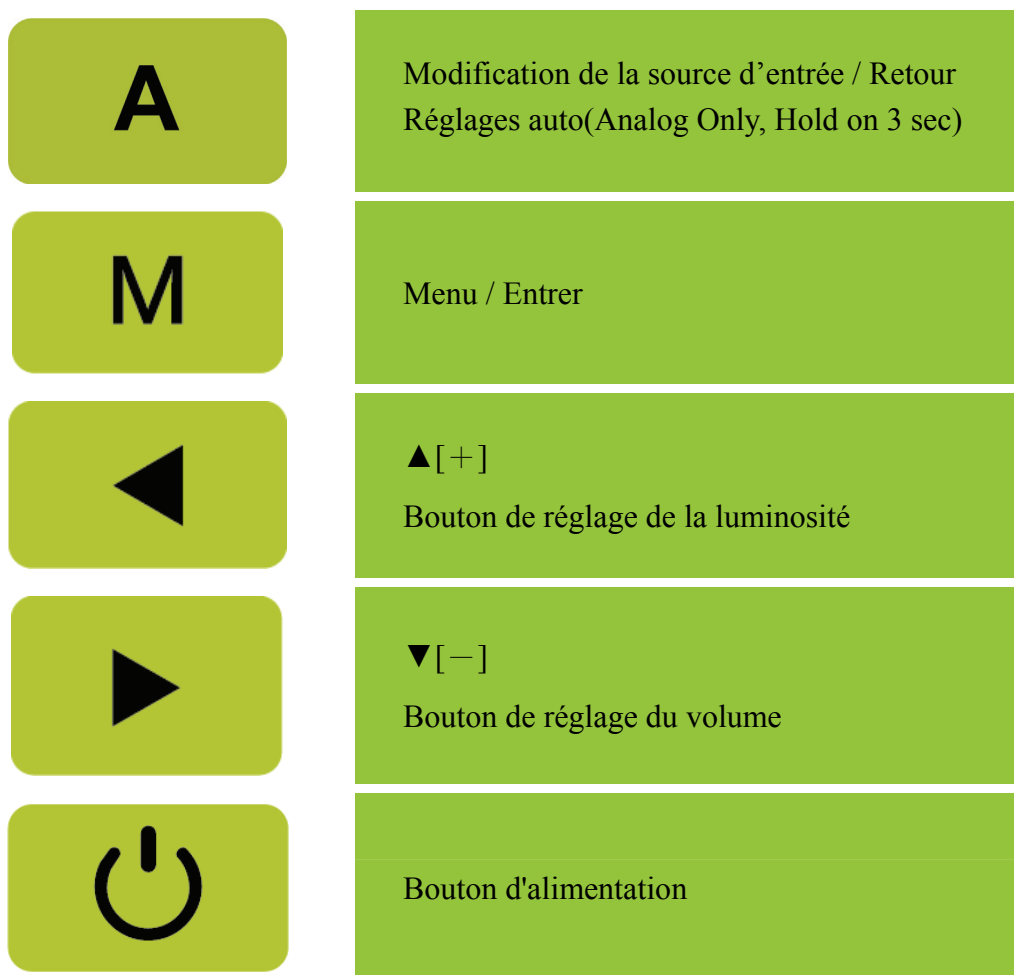 A
Modification de la source d’entrée / Retour
Réglages auto(Analog Only, Hold on 3 sec)
M
Menu / Entrer
▲[+]
Bouton de réglage de la luminosité
▼[－]
Bouton de réglage du volume
Bouton d'alimentation